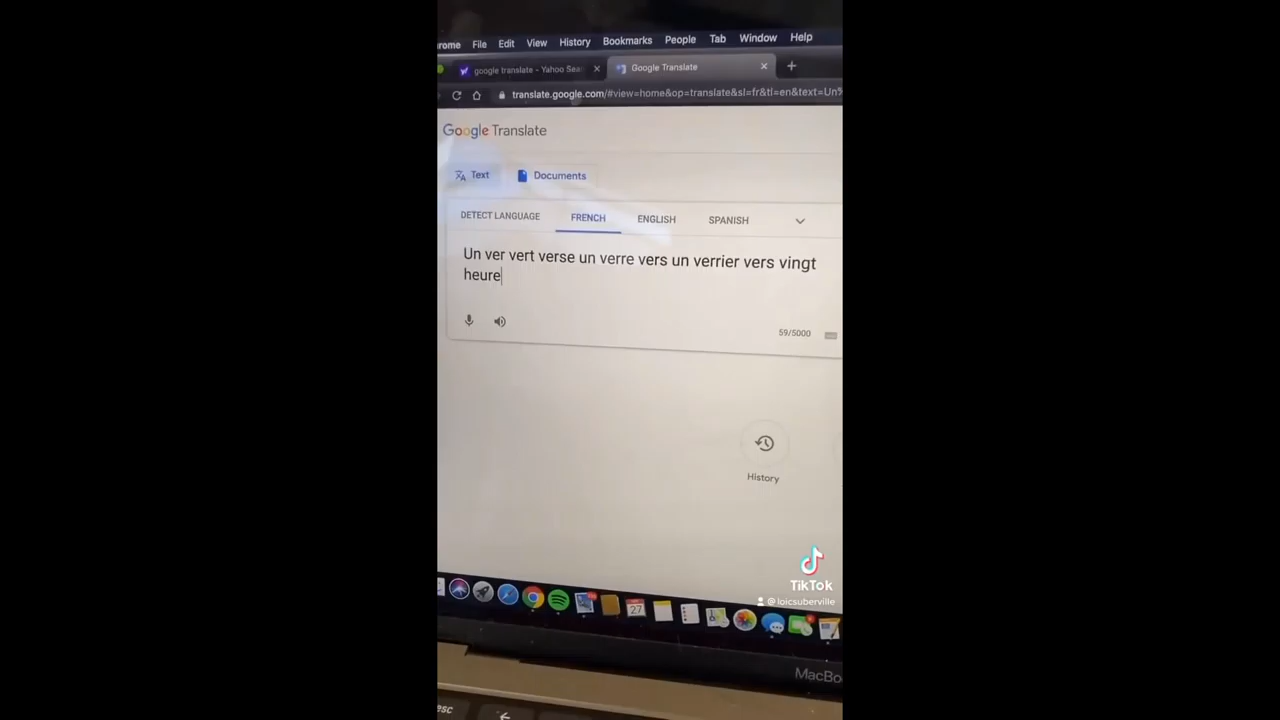 rome File Edit View History Bookmarks People Tab Window Help
google translate - Yahoo Sea
Google Translate
translate.google.com/#view=home&op=translate&sl=fr&tl=en&text=Un%
Google Translate
Text Documents
DETECT LANGUAGE FRENCH ENGLISH SPANISH
Un ver vert verse un verre vers un verrier vers vingt
heure
59/5000
History
TikTok
@loicsuberville
27
MacBo
esc